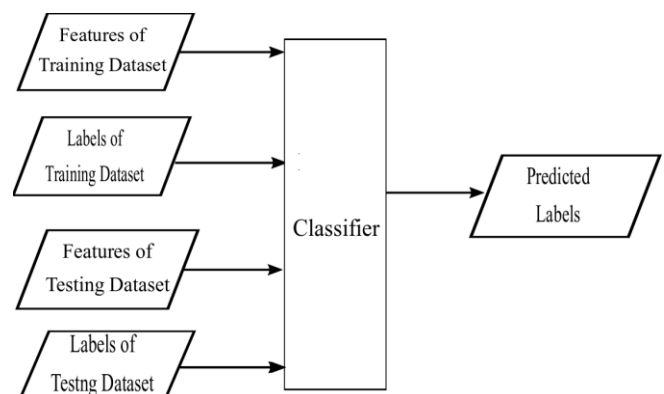 Features of
Training Dataset
Labels of
Training Dataset
Features of
Testing Dataset
Labels of
Testng Dataset
Classifier
Predicted
Labels